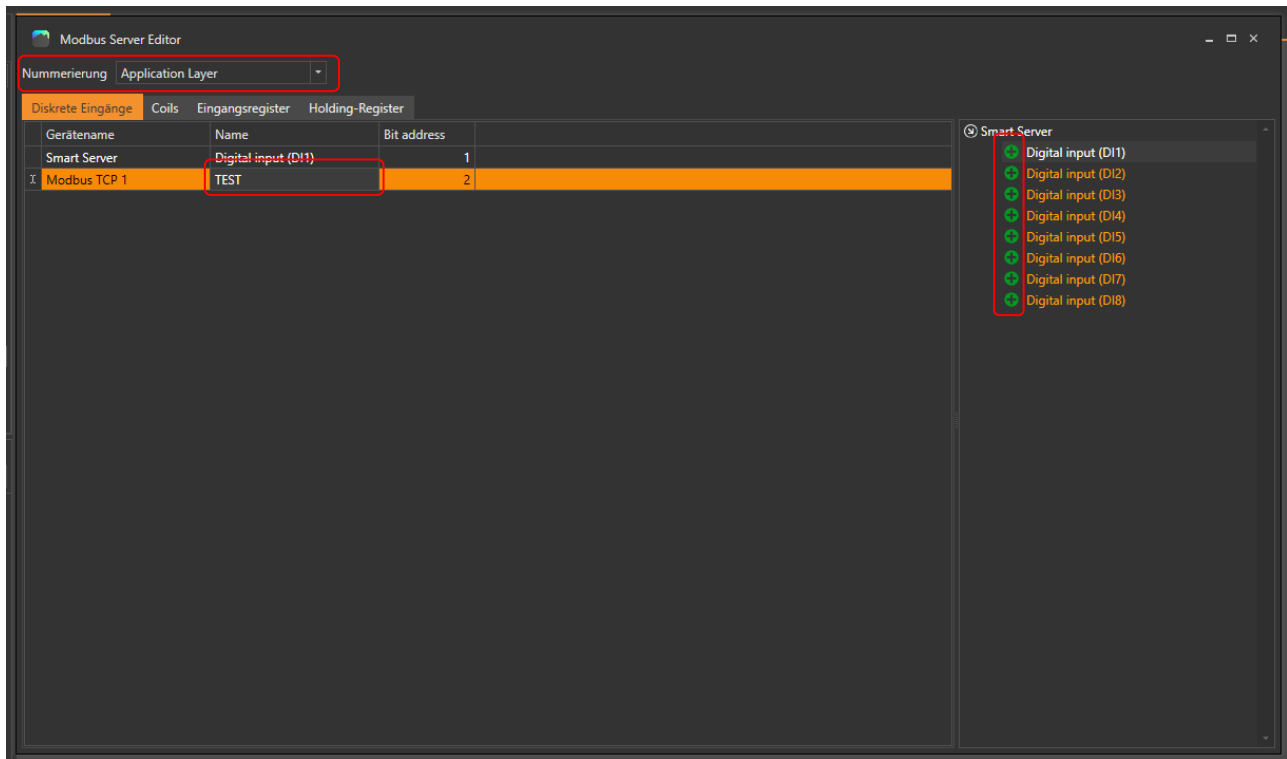 Modbus Server Editor
Nummerierung Application Layer
Diskrete Eingänge Coils Eingangsregister Holding-Register
Gerätename Name Bit address
Smart Server Digital input (DI1) 1
Modbus TCP 1 TEST 2
Smart Server
Digital input (DI1)
Digital input (DI2)
Digital input (DI3)
Digital input (DI4)
Digital input (DI5)
Digital input (DI6)
Digital input (DI7)
Digital input (DI8)